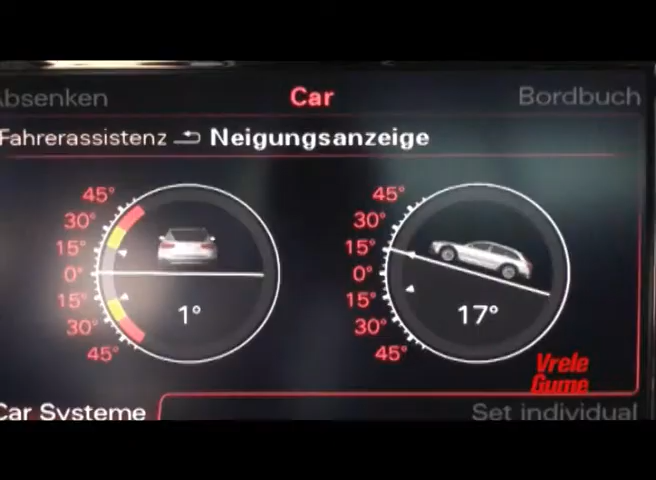 Absenken Car Bordbuch
Fahrerassistenz Neigungsanzeige
45° 45°
30° 30°
15° 15°
0° 0°
15° 15°
1° 17°
30° 30°
45° 45°
Vrele
Gume
Car Systeme Set individual